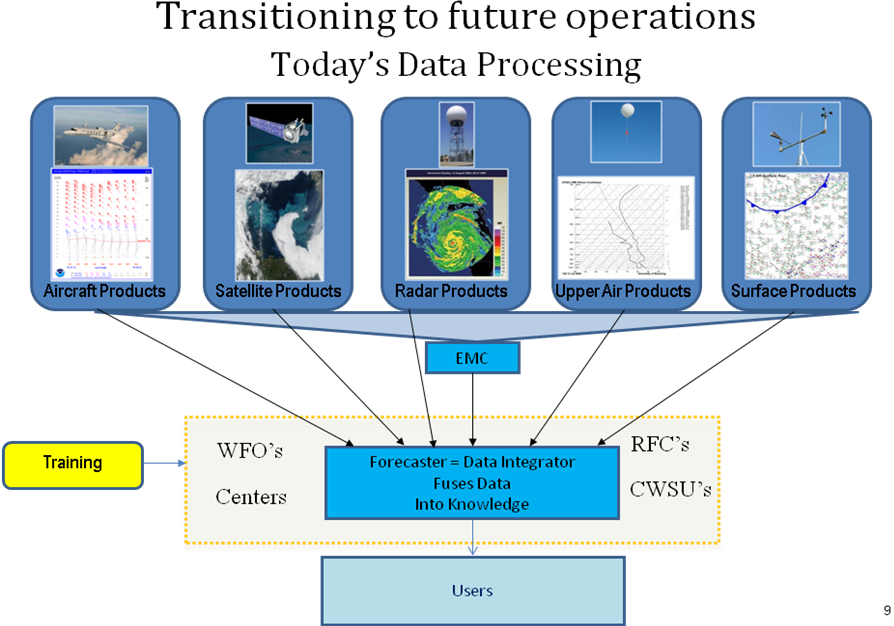 Transitioning to future operations
Today's Data Processing
Aircraft Products
Satellite Products
Radar Products
Upper Air Products
Surface Products
EMC
Training
WFO's
Centers
Forecaster = Data Integrator
Fuses Data
Into Knowledge
RFC's
CWSU's
Users
9